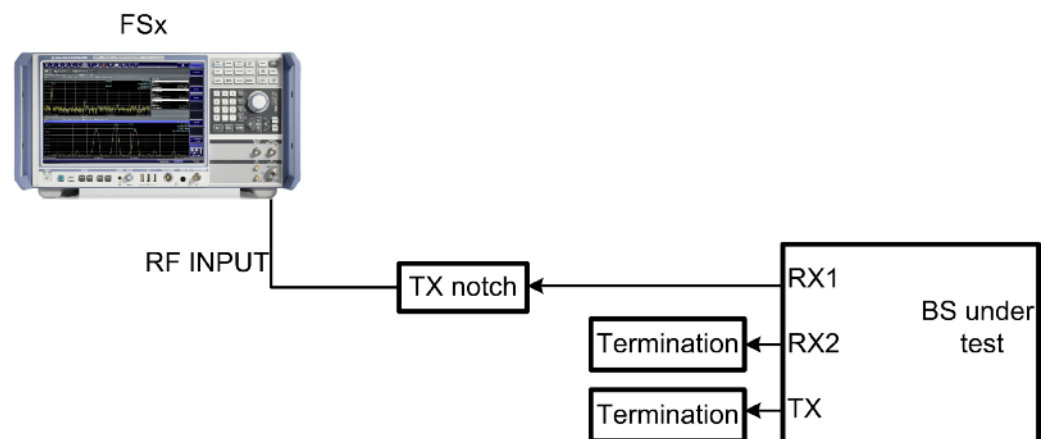 FSx
RF INPUT
TX notch
RX1
BS under
test
Termination
RX2
Termination
TX